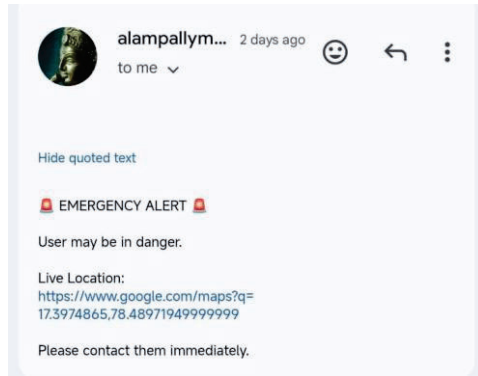 alampallym... 2 days ago
to me
Hide quoted text
🚨 EMERGENCY ALERT 🚨
User may be in danger.
Live Location:
https://www.google.com/maps?q=
17.3974865,78.48971949999999
Please contact them immediately.